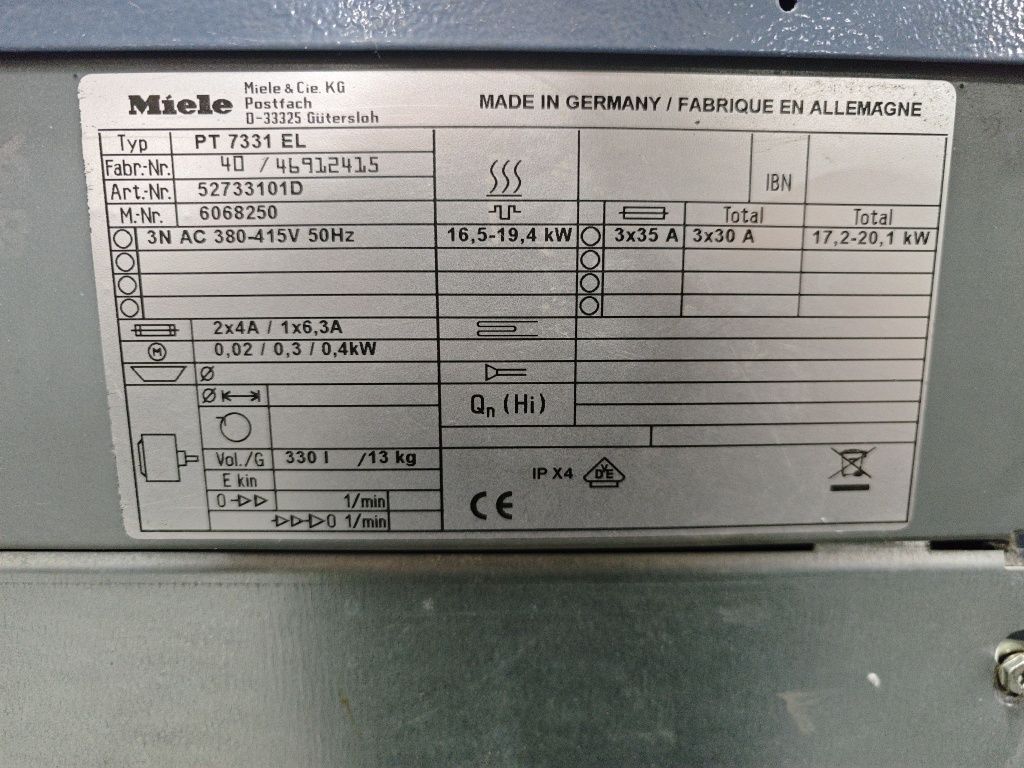 Miele
Miele & Cie. KG
Postfach
D-33325 Gütersloh
MADE IN GERMANY / FABRIQUE EN ALLEMAGNE
Typ PT 7331 EL
Fabr.-Nr. 40 / 46912415
Art.-Nr. 52733101D
IBN
M.-Nr. 6068250
Total Total
3N AC 380-415V 50Hz 16,5-19,4 kW 3x35 A 3x30 A 17,2-20,1 kW
2x4A / 1x6,3A
M 0,02 / 0,3 / 0,4kW
Ø
Ø
Qn (Hi)
Vol./G 330 l /13 kg
E kin
IP X4 VDE
0 1/min
CE
0 1/min